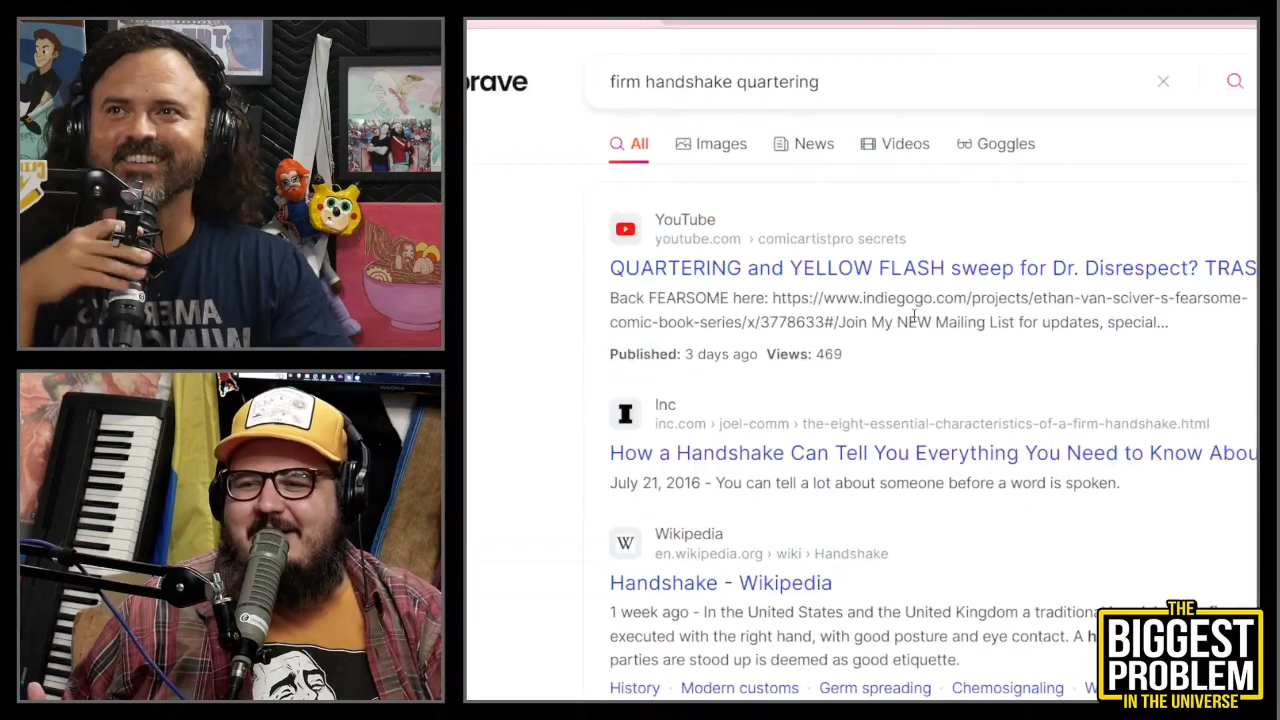 brave
firm handshake quartering
All Images News Videos Goggles
YouTube
youtube.com › comicartistpro secrets
QUARTERING and YELLOW FLASH sweep for Dr. Disrespect? TRAS
Back FEARSOME here: https://www.indiegogo.com/projects/ethan-van-sciver-s-fearsome-
comic-book-series/x/3778633#/Join My NEW Mailing List for updates, special...
Published: 3 days ago Views: 469
Inc
inc.com › joel-comm › the-eight-essential-characteristics-of-a-firm-handshake.html
How a Handshake Can Tell You Everything You Need to Know Abou
July 21, 2016 - You can tell a lot about someone before a word is spoken.
W
Wikipedia
en.wikipedia.org › wiki › Handshake
Handshake - Wikipedia
1 week ago - In the United States and the United Kingdom a traditiona
executed with the right hand, with good posture and eye contact. A h
parties are stood up is deemed as good etiquette.
History · Modern customs · Germ spreading · Chemosignaling · W
THE
BIGGEST
PROBLEM
IN THE UNIVERSE